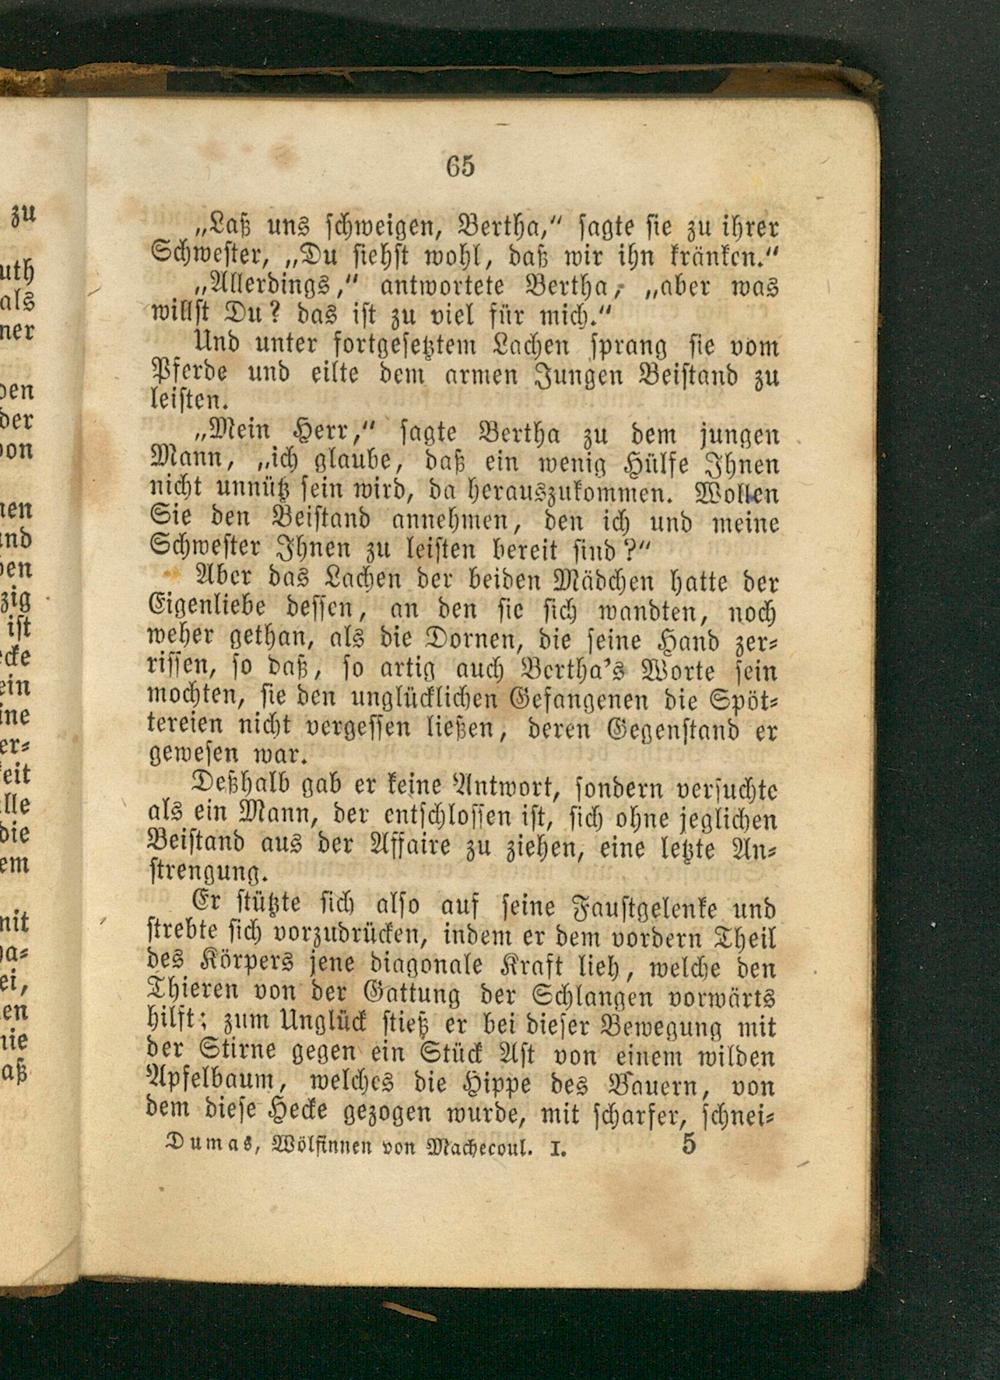 65
„Laß uns schweigen, Bertha,“ sagte sie zu ihrer
Schwester, „Du siehst wohl, daß wir ihn kränken.“
„Allerdings,“ antwortete Bertha, „aber was
willst Du? das ist zu viel für mich.“
Und unter fortgesetztem Lachen sprang sie vom
Pferde und eilte dem armen Jungen Beistand zu
leisten.
„Mein Herr,“ sagte Bertha zu dem jungen
Mann, „ich glaube, daß ein wenig Hülfe Ihnen
nicht unnütz sein wird, da herauszukommen. Wollen
Sie den Beistand annehmen, den ich und meine
Schwester Ihnen zu leisten bereit sind?“
Aber das Lachen der beiden Mädchen hatte der
Eigenliebe dessen, an den sie sich wandten, noch
weher gethan, als die Dornen, die seine Hand zer-
rissen, so daß, so artig auch Bertha's Worte sein
mochten, sie den unglücklichen Gefangenen die Spöt-
tereien nicht vergessen ließen, deren Gegenstand er
gewesen war.
Deßhalb gab er keine Antwort, sondern versuchte
als ein Mann, der entschlossen ist, sich ohne jeglichen
Beistand aus der Affaire zu ziehen, eine letzte An-
strengung.
Er stützte sich also auf seine Faustgelenke und
strebte sich vorzudrücken, indem er dem vordern Theil
des Körpers jene diagonale Kraft lieh, welche den
Thieren von der Gattung der Schlangen vorwärts
hilft; zum Unglück stieß er bei dieser Bewegung mit
der Stirne gegen ein Stück Ast von einem wilden
Apfelbaum, welches die Hippe des Bauern, von
dem diese Hecke gezogen wurde, mit scharfer, schnei-
Dumas, Wölfinnen von Machecoul. I. 5